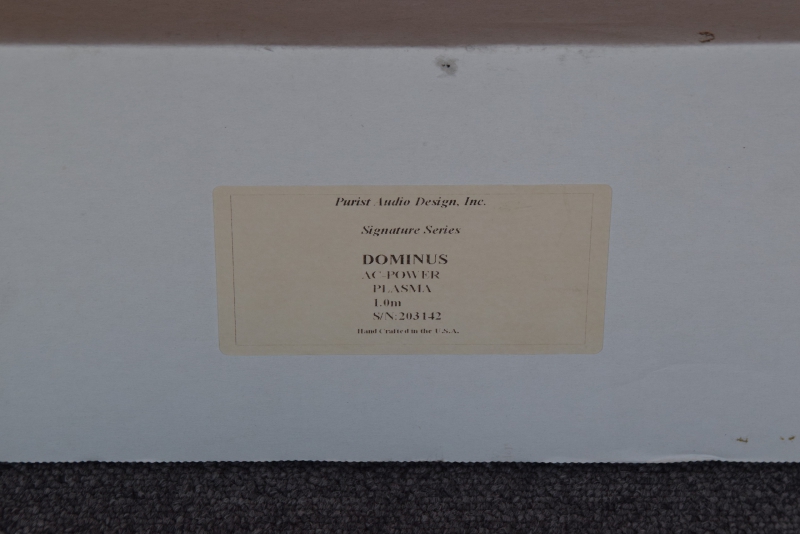 Purist Audio Design, Inc.
Signature Series
DOMINUS
AC-POWER
PLASMA
1.0m
S/N:203142
Hand Crafted in the U.S.A.